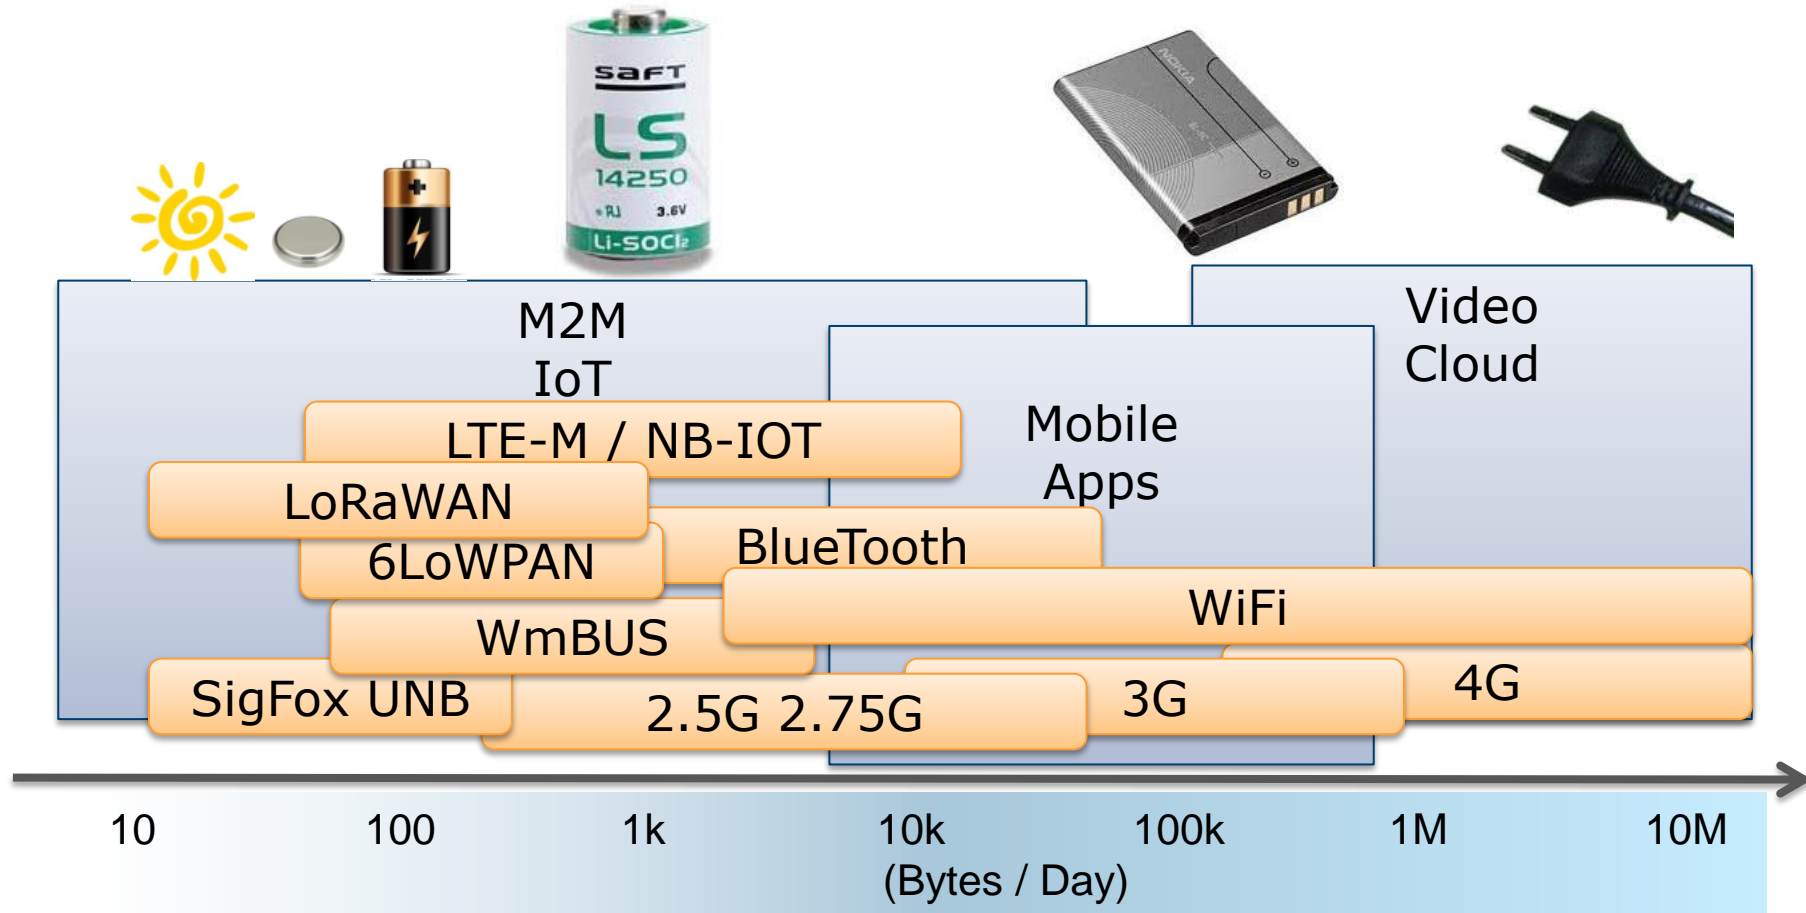 saft
LS
14250
3.6V
Li-SOCl₂
NOKIA
M2M
IoT
Video
Cloud
Mobile
Apps
LTE-M / NB-IOT
LoRaWAN
BlueTooth
6LoWPAN
WiFi
WmBUS
SigFox UNB
2.5G 2.75G
3G
4G
10
100
1k
10k
100k
1M
10M
(Bytes / Day)